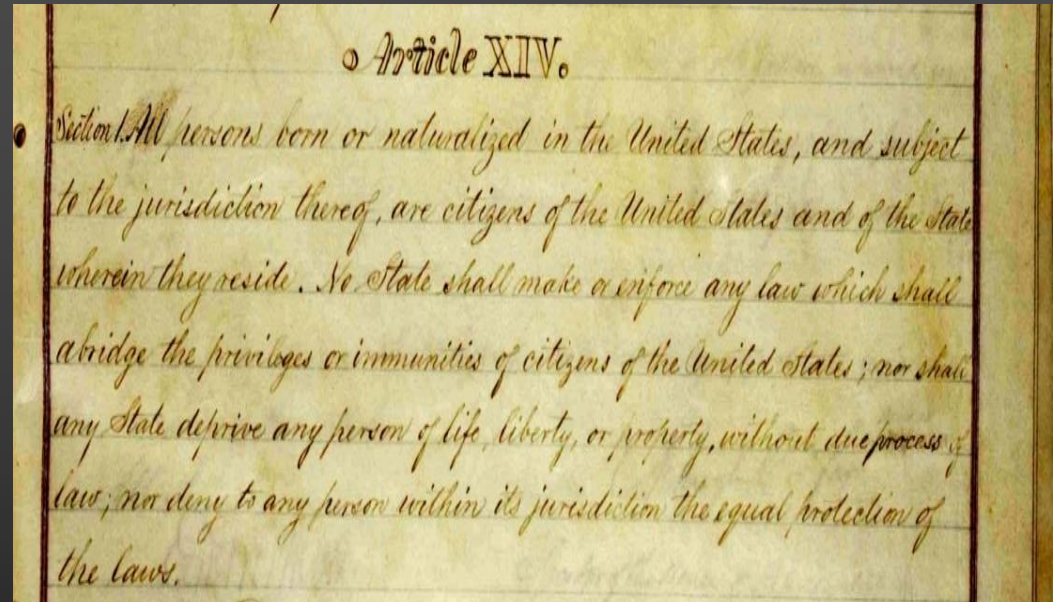 Article XIV.
Section 1. All persons born or naturalized in the United States, and subject
to the jurisdiction thereof, are citizens of the United States and of the State
wherein they reside. No State shall make or enforce any law which shall
abridge the privileges or immunities of citizens of the United States; nor shall
any State deprive any person of life, liberty, or property, without due process of
law; nor deny to any person within its jurisdiction the equal protection of
the laws.